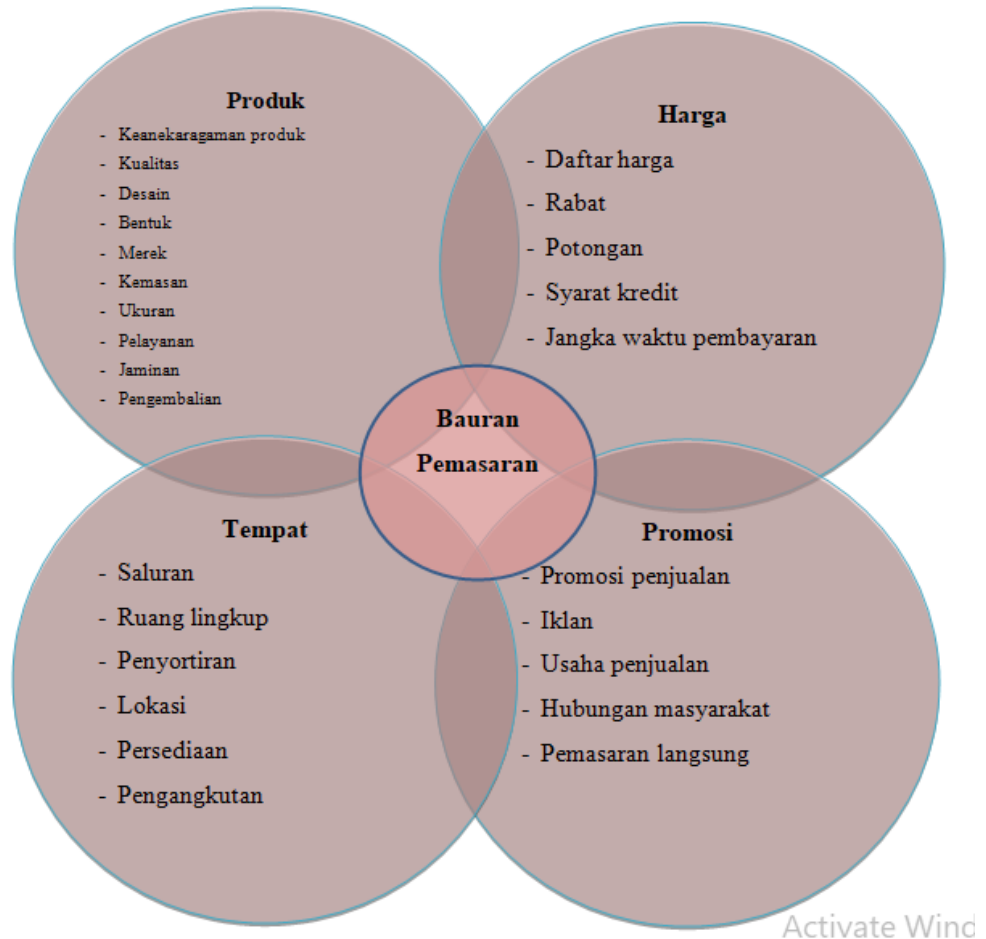 Produk
- Keanekaragaman produk
- Kualitas
- Desain
- Bentuk
- Merek
- Kemasan
- Ukuran
- Pelayanan
- Jaminan
- Pengembalian
Harga
- Daftar harga
- Rabat
- Potongan
- Syarat kredit
- Jangka waktu pembayaran
Bauran
Pemasaran
Tempat
- Saluran
- Ruang lingkup
- Penyortiran
- Lokasi
- Persediaan
- Pengangkutan
Promosi
- Promosi penjualan
- Iklan
- Usaha penjualan
- Hubungan masyarakat
- Pemasaran langsung
Activate Wind